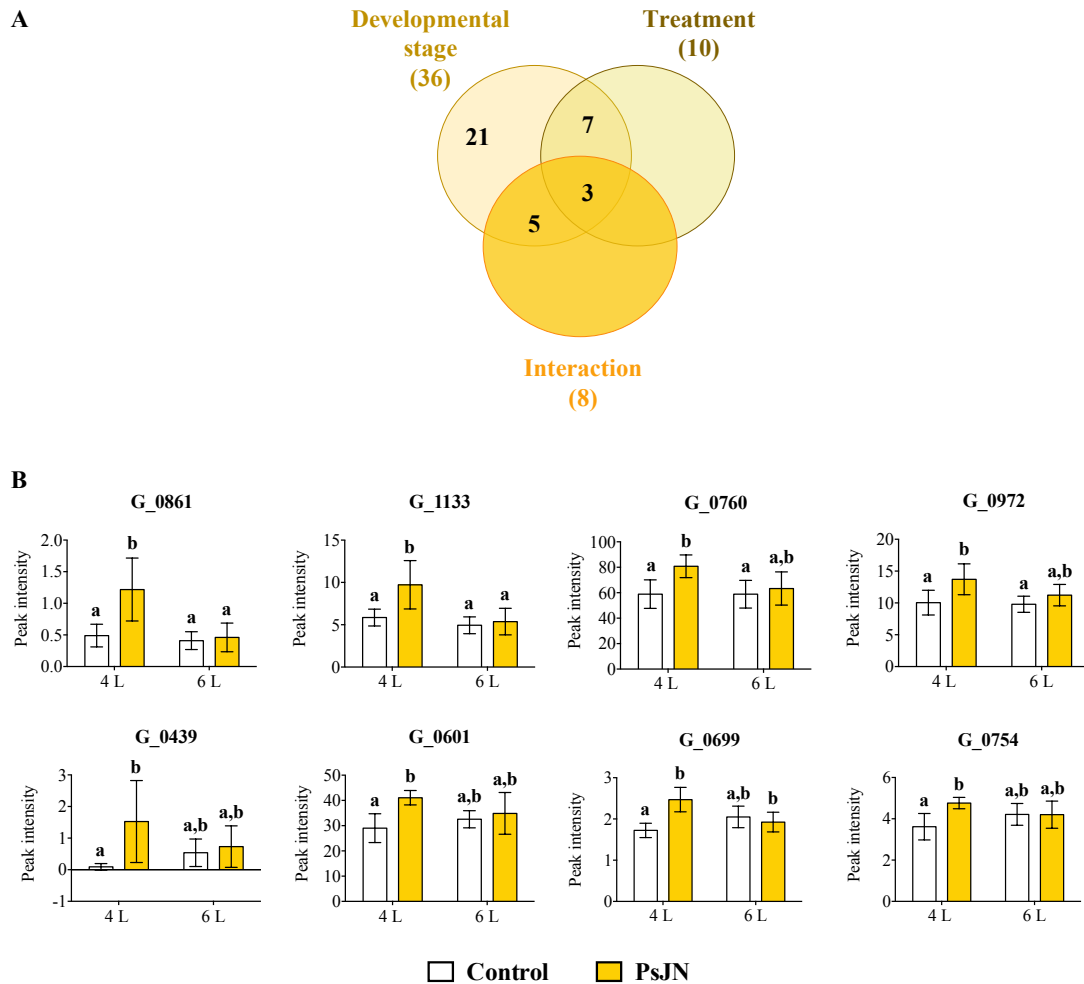 A
Developmental
stage
(36)
Treatment
(10)
21
7
3
5
Interaction
(8)
B
G_0861
Peak intensity
2.0
1.5
1.0
0.5
0.0
a
b
a
a
4 L
6 L
G_1133
Peak intensity
15
10
5
0
a
b
a
a
4 L
6 L
G_0760
Peak intensity
100
80
60
40
20
0
a
b
a
a,b
4 L
6 L
G_0972
Peak intensity
20
15
10
5
0
a
b
a
a,b
4 L
6 L
G_0439
Peak intensity
3
2
1
0
-1
a
b
a,b
a,b
4 L
6 L
G_0601
Peak intensity
50
40
30
20
10
0
a
b
a,b
a,b
4 L
6 L
G_0699
Peak intensity
3
2
1
0
a
b
a,b
b
4 L
6 L
G_0754
Peak intensity
6
4
2
0
a
b
a,b
a,b
4 L
6 L
Control
PsJN